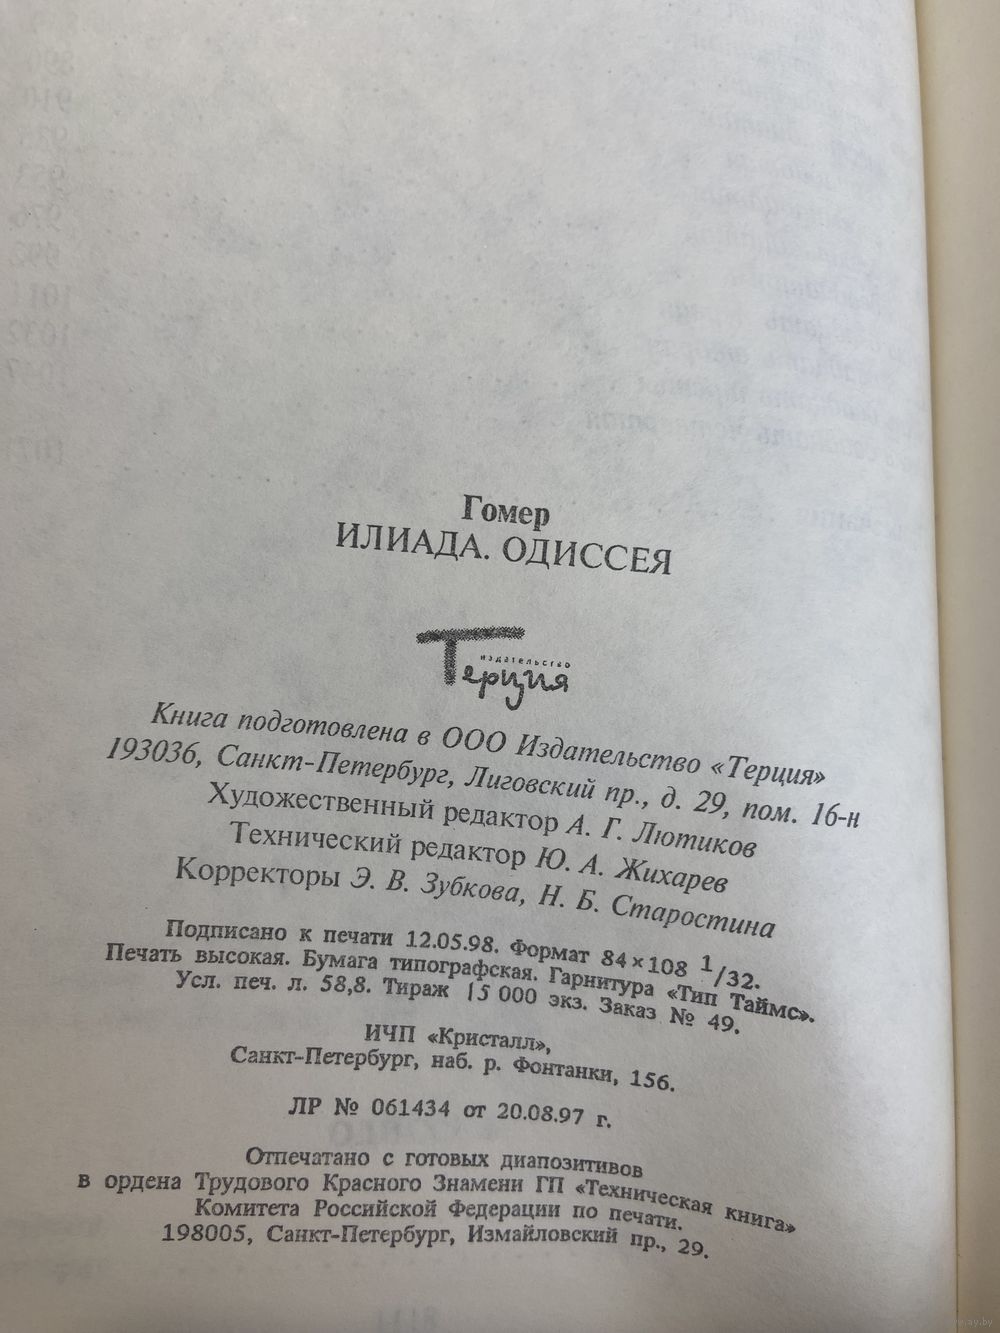 Гомер
ИЛИАДА. ОДИССЕЯ
издательство
Терция
Книга подготовлена в ООО Издательство «Терция»
193036, Санкт-Петербург, Лиговский пр., д. 29, пом. 16-н
Художественный редактор А. Г. Лютиков
Технический редактор Ю. А. Жихарев
Корректоры Э. В. Зубкова, Н. Б. Старостина
Подписано к печати 12.05.98. Формат 84×108 1/32.
Печать высокая. Бумага типографская. Гарнитура «Тип Таймс».
Усл. печ. л. 58,8. Тираж 15 000 экз. Заказ № 49.
ИЧП «Кристалл»,
Санкт-Петербург, наб. р. Фонтанки, 156.
ЛР № 061434 от 20.08.97 г.
Отпечатано с готовых диапозитивов
в ордена Трудового Красного Знамени ГП «Техническая книга»
Комитета Российской Федерации по печати.
198005, Санкт-Петербург, Измайловский пр., 29.